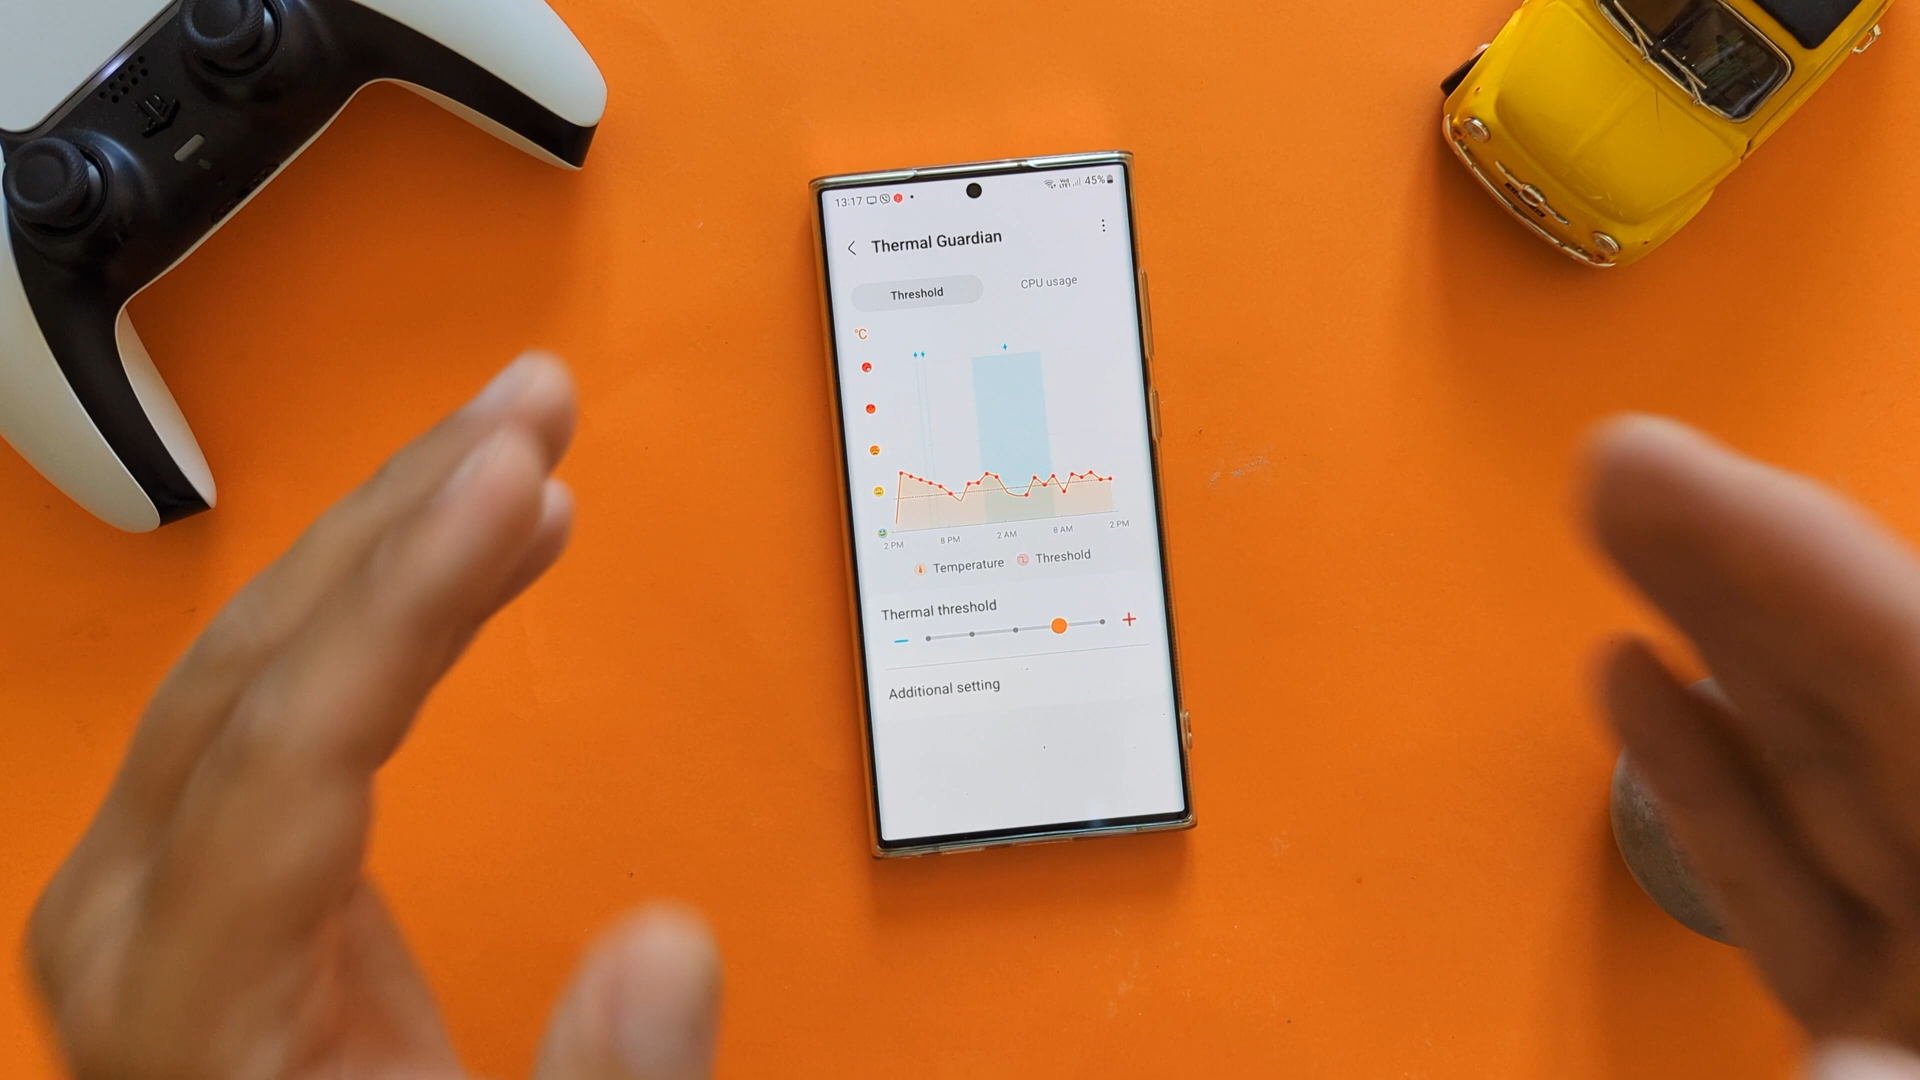 13:17 45%
Thermal Guardian
Threshold CPU usage
°C
2 PM 8 PM 2 AM 8 AM 2 PM
Temperature Threshold
Thermal threshold
Additional setting